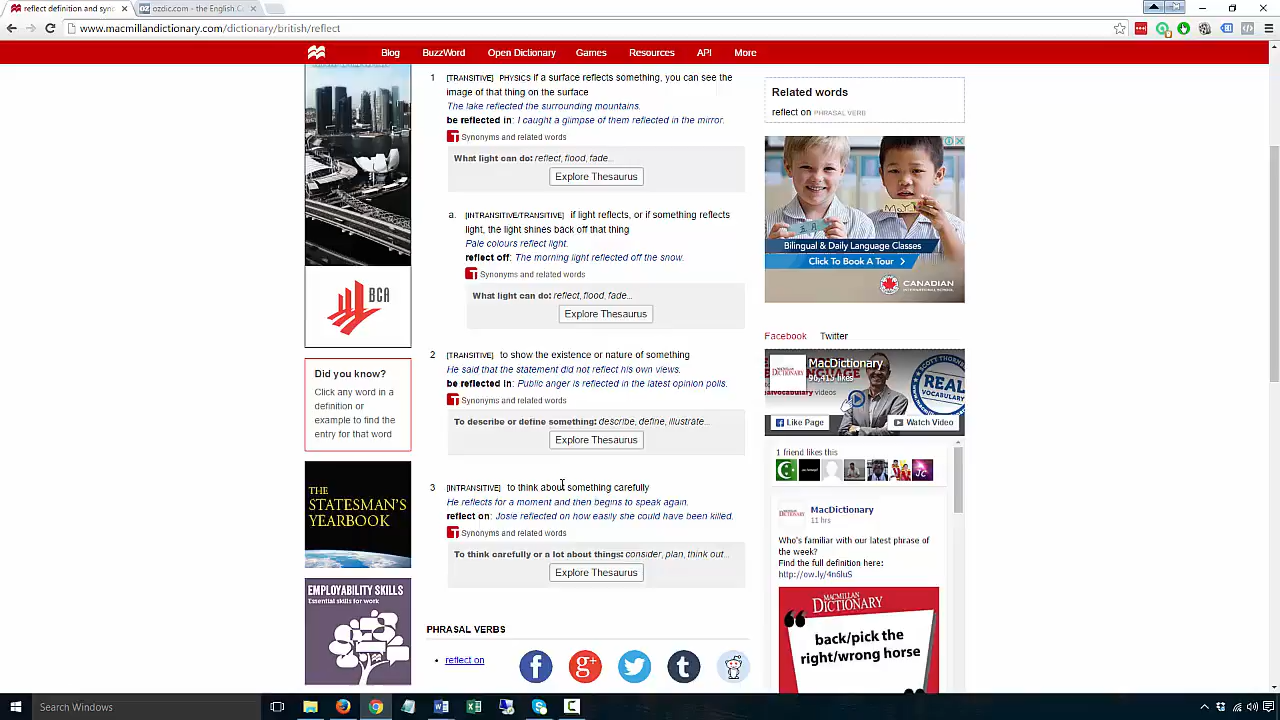 reflect definition and syno
ozdic.com - the English C
www.macmillandictionary.com/dictionary/british/reflect
Blog
BuzzWord
Open Dictionary
Games
Resources
API
More
BCA
Did you know?
Click any word in a
definition or
example to find the
entry for that word
THE
STATESMAN'S
YEARBOOK
EMPLOYABILITY SKILLS
Essential skills for work
1 [TRANSITIVE] PHYSICS if a surface reflects something, you can see the
image of that thing on the surface
The lake reflected the surrounding mountains.
be reflected in: I caught a glimpse of them reflected in the mirror.
Synonyms and related words
What light can do: reflect, flood, fade...
Explore Thesaurus
a. [INTRANSITIVE/TRANSITIVE] if light reflects, or if something reflects
light, the light shines back off that thing
Pale colours reflect light.
reflect off: The morning light reflected off the snow.
Synonyms and related words
What light can do: reflect, flood, fade...
Explore Thesaurus
2 [TRANSITIVE] to show the existence or nature of something
He said that the statement did not reflect his own views.
be reflected in: Public anger is reflected in the latest opinion polls.
Synonyms and related words
To describe or define something: describe, define, illustrate...
Explore Thesaurus
3 [INTRANSITIVE] to think about something carefully
He reflects for a moment and then begins to speak again.
reflect on: Josie reflected on how easily she could have been killed.
Synonyms and related words
To think carefully or a lot about things: consider, plan, think out...
Explore Thesaurus
PHRASAL VERBS
reflect on
Related words
reflect on PHRASAL VERB
Bilingual & Daily Language Classes
Click To Book A Tour
CANADIAN
INTERNATIONAL SCHOOL
Facebook
Twitter
MacDictionary
96,413 likes
REAL
VOCABULARY
Like Page
Watch Video
1 friend likes this
MacDictionary
11 hrs
Who's familiar with our latest phrase of
the week?
Find the full definition here:
http://ow.ly/4n6luS
MACMILLAN
DICTIONARY
back/pick the
right/wrong horse
Search Windows